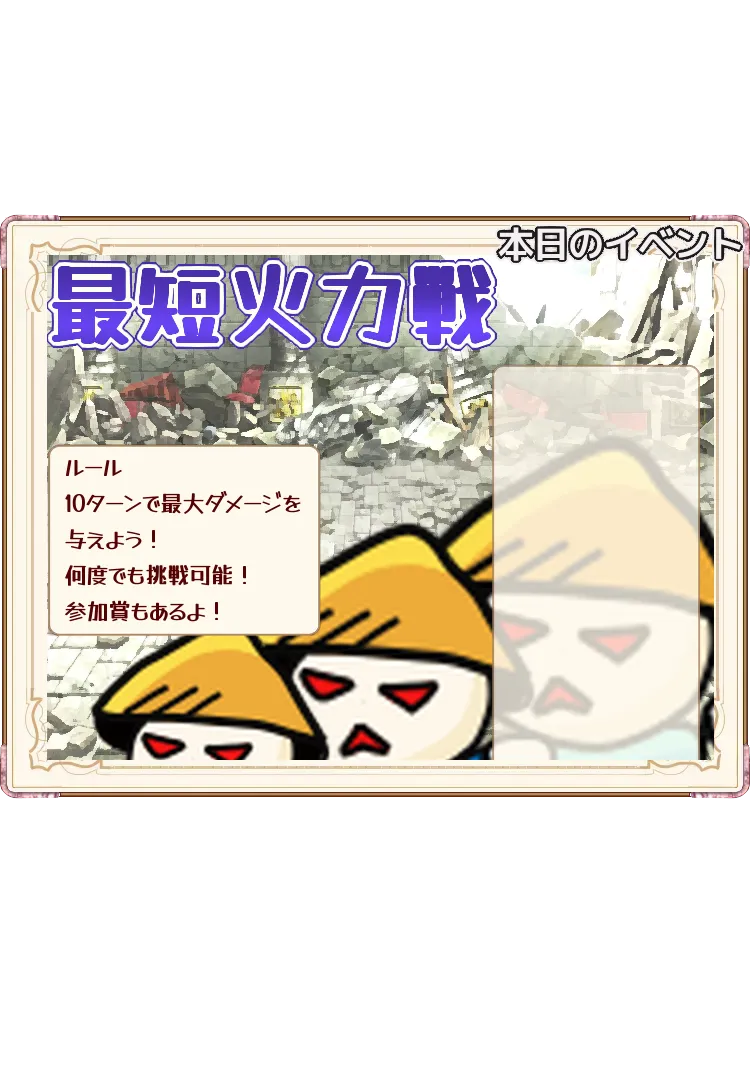 本日のイベント
最短火力戦
ルール
10ターンで最大ダメージを
与えよう！
何度でも挑戦可能！
参加賞もあるよ！